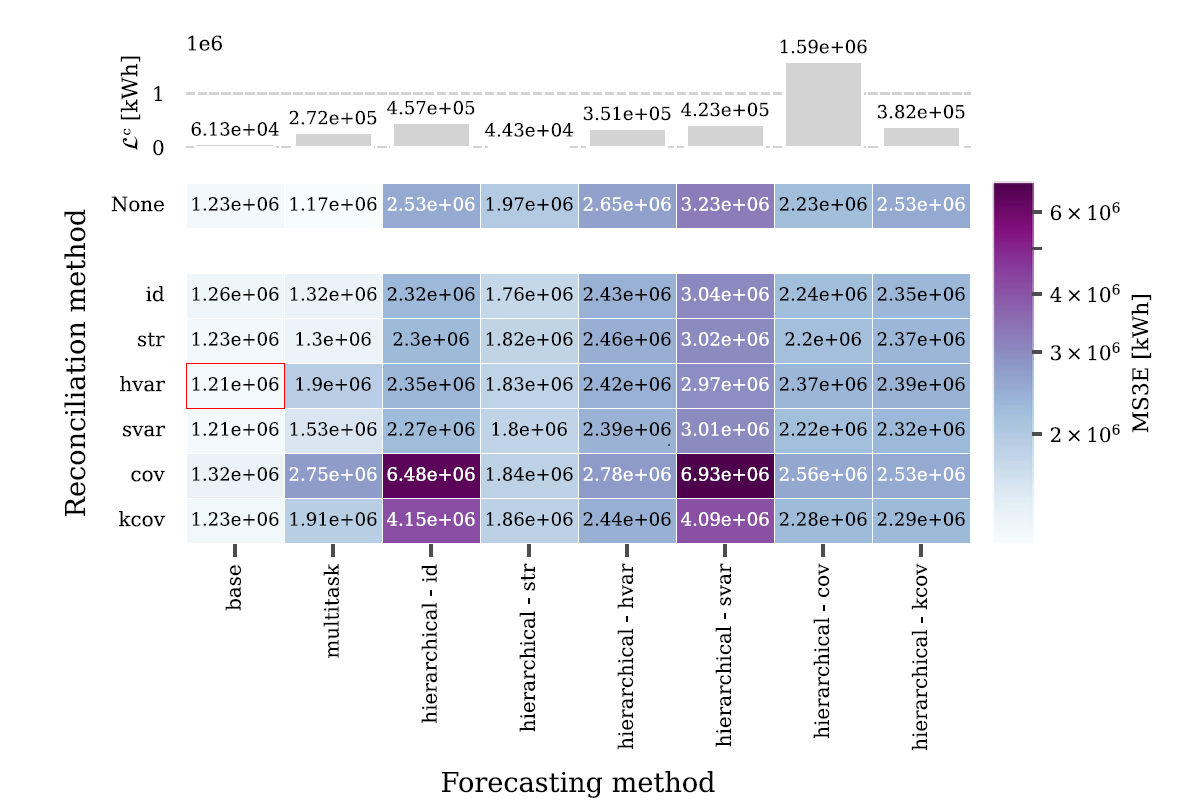 1e6
ℒᶜ [kWh]
1
0
6.13e+04 2.72e+05 4.57e+05 4.43e+04 3.51e+05 4.23e+05 1.59e+06 3.82e+05
None 1.23e+06 1.17e+06 2.53e+06 1.97e+06 2.65e+06 3.23e+06 2.23e+06 2.53e+06
Reconciliation method
id 1.26e+06 1.32e+06 2.32e+06 1.76e+06 2.43e+06 3.04e+06 2.24e+06 2.35e+06
str 1.23e+06 1.3e+06 2.3e+06 1.82e+06 2.46e+06 3.02e+06 2.2e+06 2.37e+06
hvar 1.21e+06 1.9e+06 2.35e+06 1.83e+06 2.42e+06 2.97e+06 2.37e+06 2.39e+06
svar 1.21e+06 1.53e+06 2.27e+06 1.8e+06 2.39e+06 3.01e+06 2.22e+06 2.32e+06
cov 1.32e+06 2.75e+06 6.48e+06 1.84e+06 2.78e+06 6.93e+06 2.56e+06 2.53e+06
kcov 1.23e+06 1.91e+06 4.15e+06 1.86e+06 2.44e+06 4.09e+06 2.28e+06 2.29e+06
base
multitask
hierarchical - id
hierarchical - str
hierarchical - hvar
hierarchical - svar
hierarchical - cov
hierarchical - kcov
Forecasting method
6 × 10⁶
4 × 10⁶
3 × 10⁶
2 × 10⁶
MS3E [kWh]